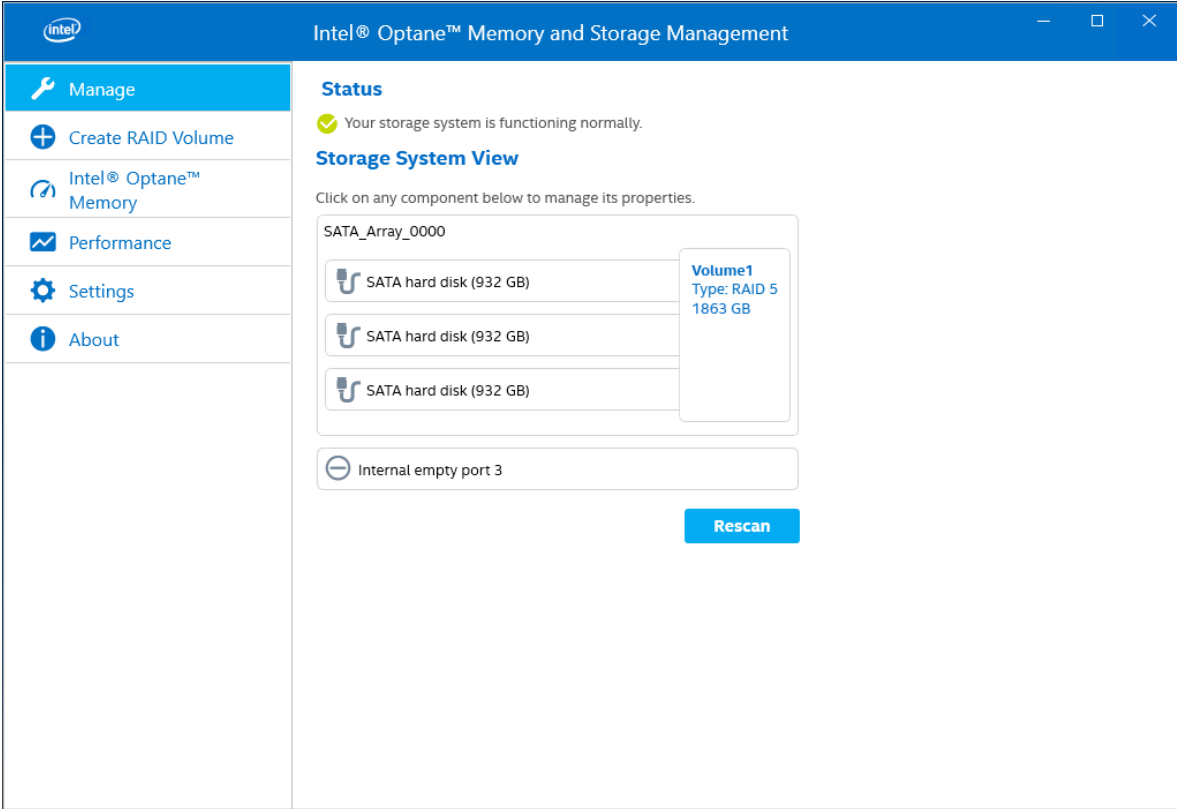 intel
Intel® Optane™ Memory and Storage Management
Manage
Create RAID Volume
Intel® Optane™
Memory
Performance
Settings
About
Status
Your storage system is functioning normally.
Storage System View
Click on any component below to manage its properties.
SATA_Array_0000
SATA hard disk (932 GB)
SATA hard disk (932 GB)
SATA hard disk (932 GB)
Volume1
Type: RAID 5
1863 GB
Internal empty port 3
Rescan